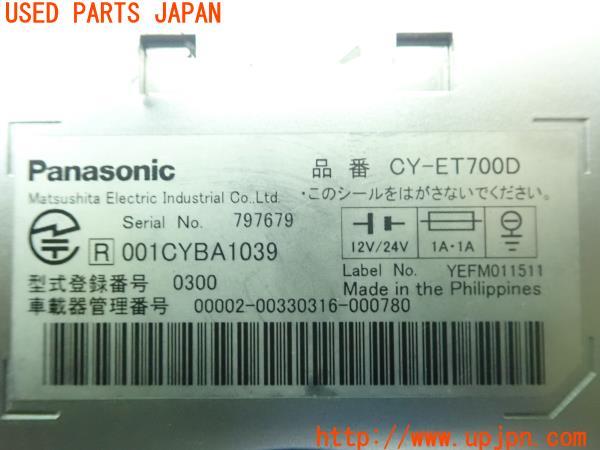 USED PARTS JAPAN
Panasonic
品番 CY-ET700D
Matsushita Electric Industrial Co.,Ltd.
・このシールをはがさないでください。
Serial No. 797679
R 001CYBA1039
12V/24V
1A・1A
型式登録番号 0300
Label No. YEFM011511
Made in the Philippines
車載器管理番号 00002-00330316-000780
UPJ
http://www.upjpn.com